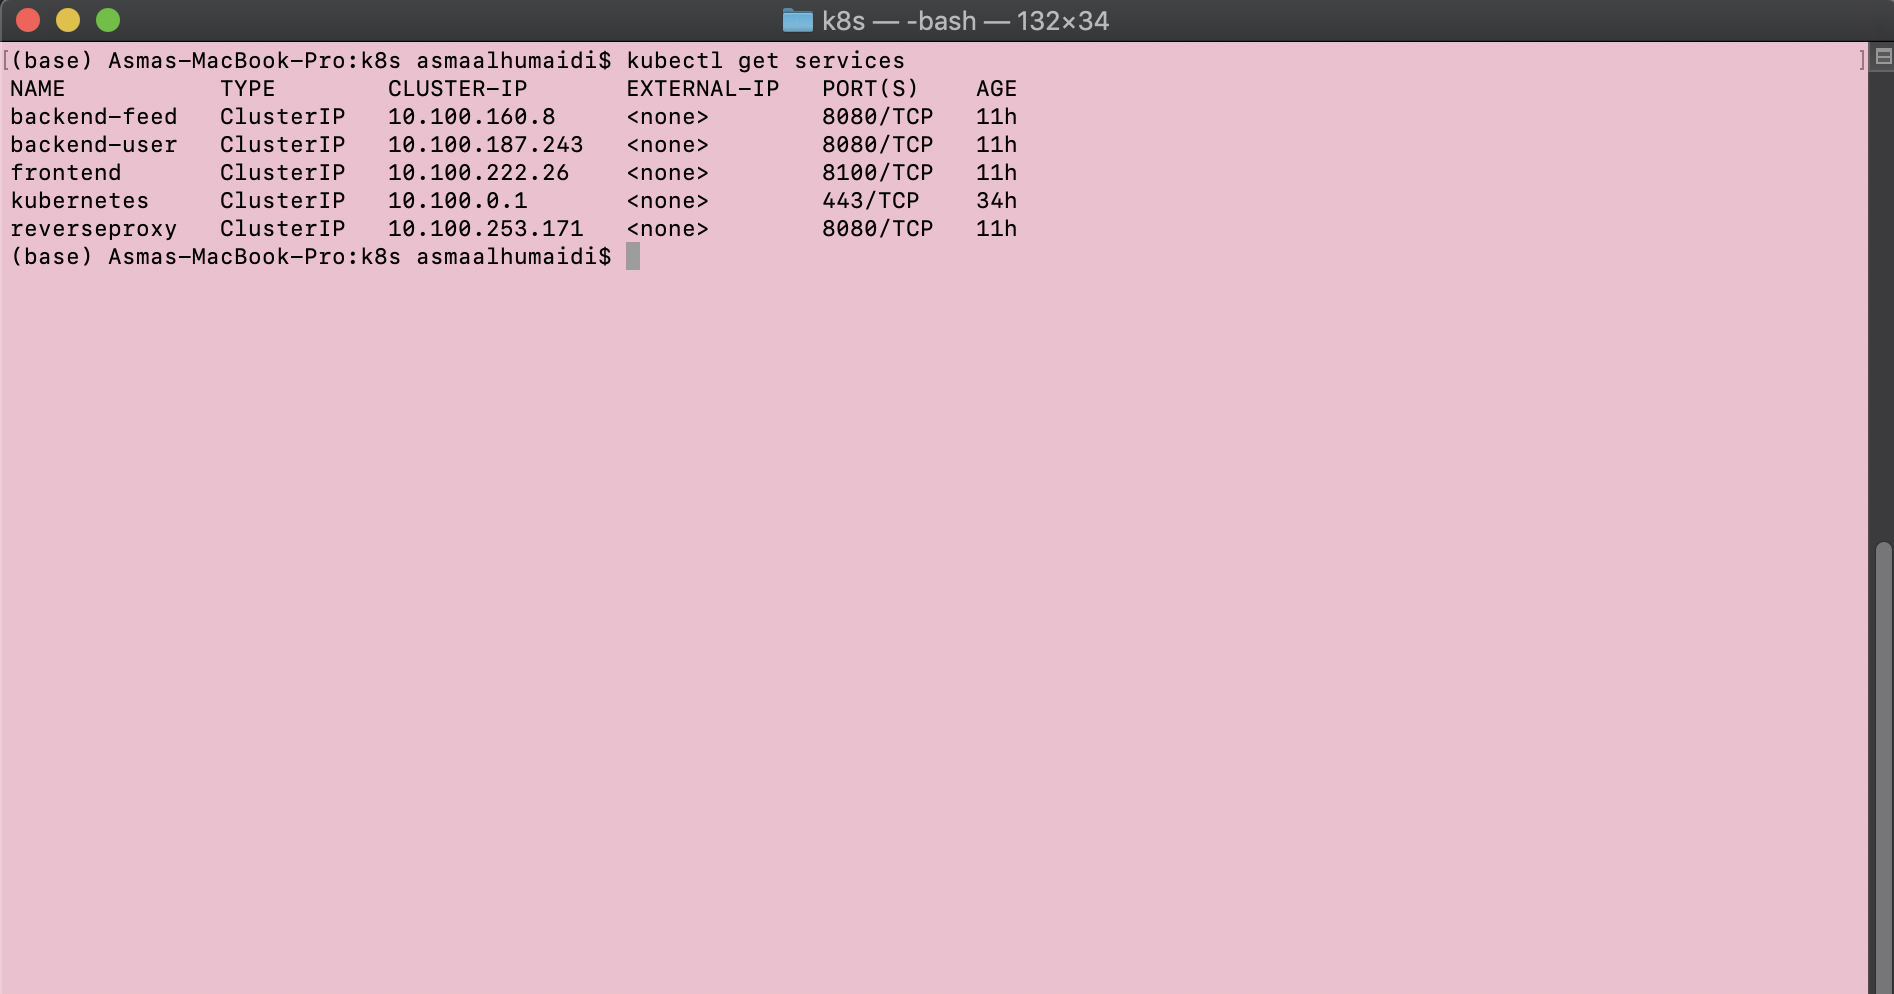 k8s — -bash — 132×34
(base) Asmas-MacBook-Pro:k8s asmaalhumaidi$ kubectl get services
NAME TYPE CLUSTER-IP EXTERNAL-IP PORT(S) AGE
backend-feed ClusterIP 10.100.160.8 <none> 8080/TCP 11h
backend-user ClusterIP 10.100.187.243 <none> 8080/TCP 11h
frontend ClusterIP 10.100.222.26 <none> 8100/TCP 11h
kubernetes ClusterIP 10.100.0.1 <none> 443/TCP 34h
reverseproxy ClusterIP 10.100.253.171 <none> 8080/TCP 11h
(base) Asmas-MacBook-Pro:k8s asmaalhumaidi$